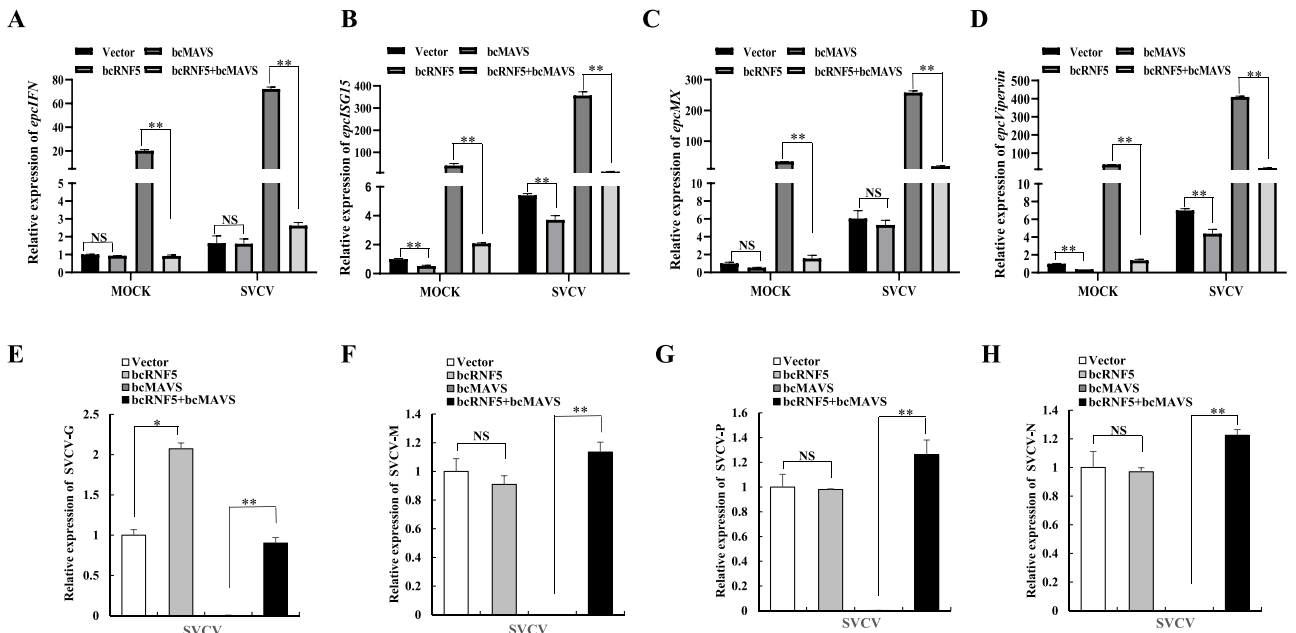 A
Vector bcMAVS
bcRNF5 bcRNF5+bcMAVS
Relative expression of epcIFN
80
60
40
20
5
4
3
2
1
0
NS
**
NS
**
MOCK SVCV
B
Vector bcMAVS
bcRNF5 bcRNF5+bcMAVS
Relative expression of epcISG15
400
300
200
100
6
4
2
0
**
**
**
**
MOCK SVCV
C
Vector bcMAVS
bcRNF5 bcRNF5+bcMAVS
Relative expression of epcMX
300
200
100
10
8
6
4
2
0
NS
**
NS
**
MOCK SVCV
D
Vector bcMAVS
bcRNF5 bcRNF5+bcMAVS
Relative expression of epcVipervin
500
400
300
200
100
10
8
6
4
2
0
**
**
**
**
MOCK SVCV
E
Vector
bcRNF5
bcMAVS
bcRNF5+bcMAVS
Relative expression of SVCV-G
2.5
2
1.5
1
0.5
0
*
**
SVCV
F
Vector
bcRNF5
bcMAVS
bcRNF5+bcMAVS
Relative expression of SVCV-M
1.4
1.2
1
0.8
0.6
0.4
0.2
0
NS
**
SVCV
G
Vector
bcRNF5
bcMAVS
bcRNF5+bcMAVS
Relative expression of SVCV-P
1.6
1.4
1.2
1
0.8
0.6
0.4
0.2
0
NS
**
SVCV
H
Vector
bcRNF5
bcMAVS
bcRNF5+bcMAVS
Relative expression of SVCV-N
1.4
1.2
1
0.8
0.6
0.4
0.2
0
NS
**
SVCV